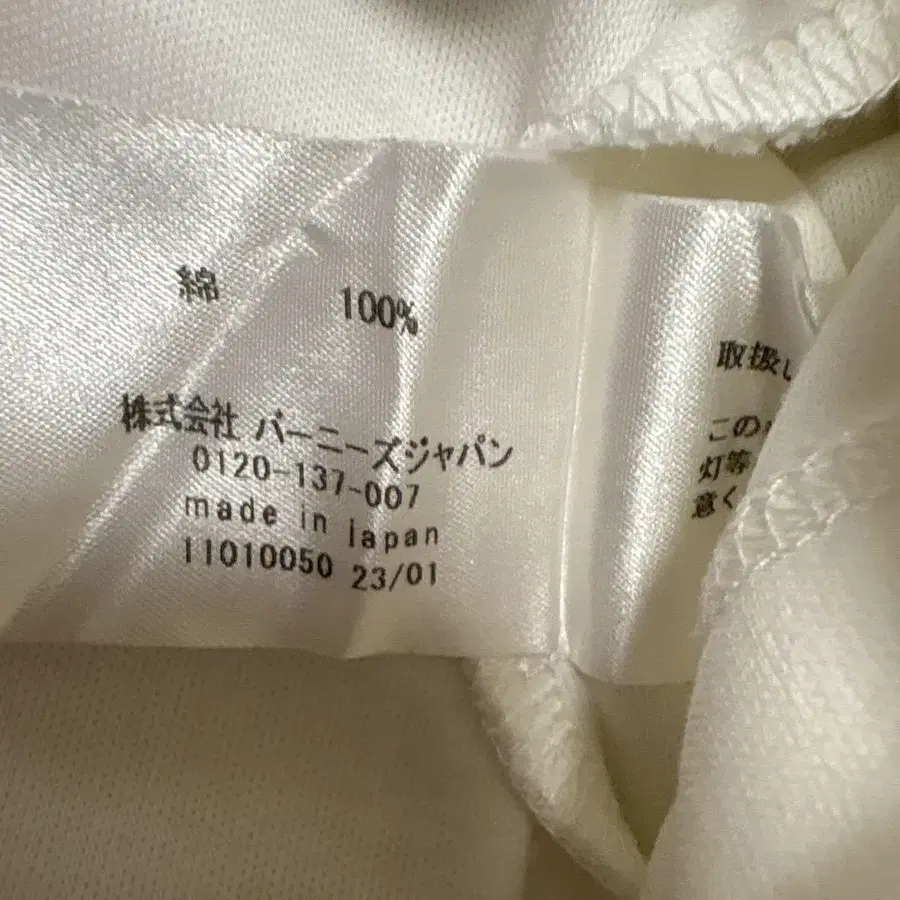 綿 100%
株式会社 バーニーズジャパン
0120-137-007
made in japan
11010050 23/01
取扱い
この
灯等
意く